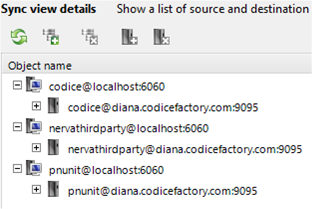 Sync view details Show a list of source and destination
Object name
codice@localhost:6060
codice@diana.codicefactory.com:9095
nervathirdparty@localhost:6060
nervathirdparty@diana.codicefactory.com:9095
pnunit@localhost:6060
pnunit@diana.codicefactory.com:9095